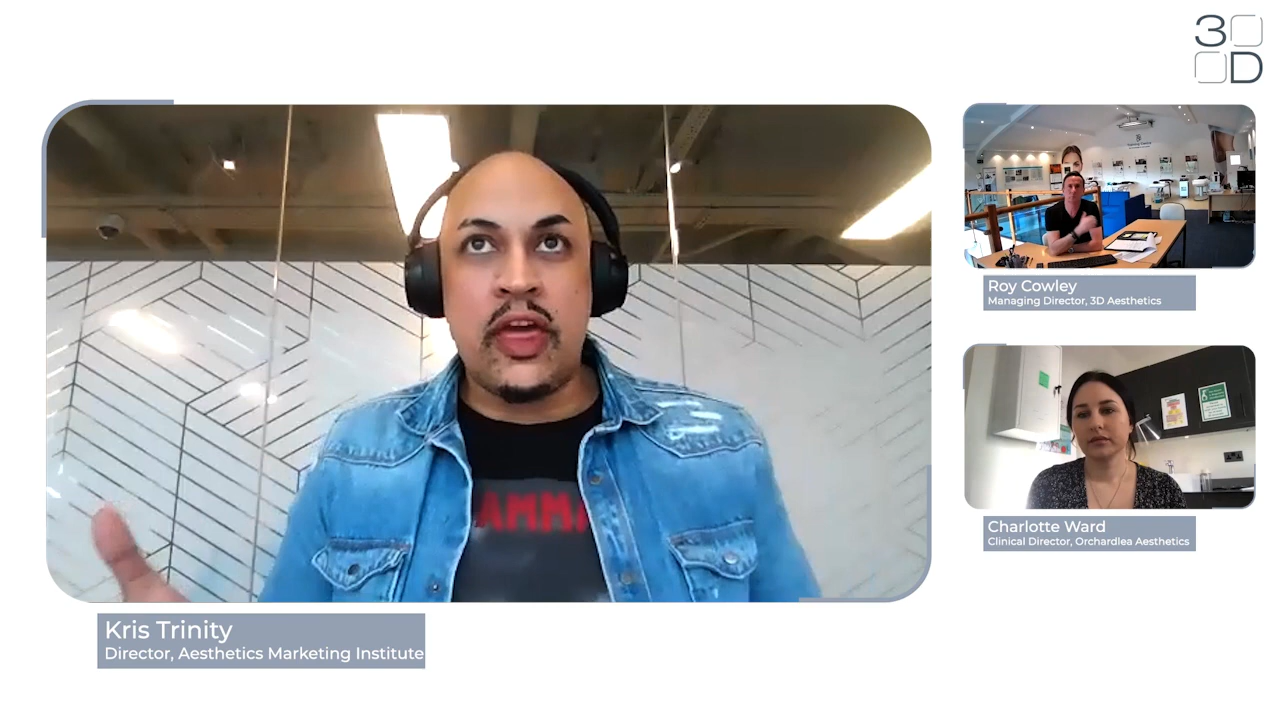 3D
AMMA
Kris Trinity
Director, Aesthetics Marketing Institute
Roy Cowley
Managing Director, 3D Aesthetics
Charlotte Ward
Clinical Director, Orchardlea Aesthetics